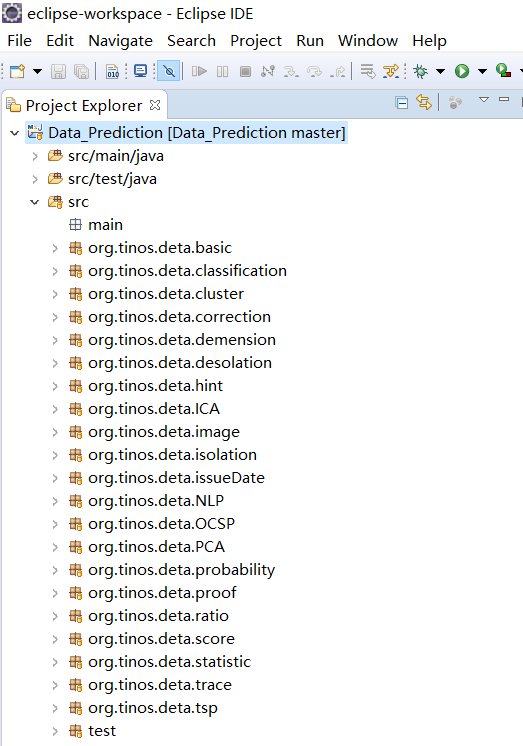 eclipse-workspace - Eclipse IDE
File Edit Navigate Search Project Run Window Help
Project Explorer
Data_Prediction [Data_Prediction master]
src/main/java
src/test/java
src
main
org.tinos.deta.basic
org.tinos.deta.classification
org.tinos.deta.cluster
org.tinos.deta.correction
org.tinos.deta.demension
org.tinos.deta.desolation
org.tinos.deta.hint
org.tinos.deta.ICA
org.tinos.deta.image
org.tinos.deta.isolation
org.tinos.deta.issueDate
org.tinos.deta.NLP
org.tinos.deta.OCSP
org.tinos.deta.PCA
org.tinos.deta.probability
org.tinos.deta.proof
org.tinos.deta.ratio
org.tinos.deta.score
org.tinos.deta.statistic
org.tinos.deta.trace
org.tinos.deta.tsp
test